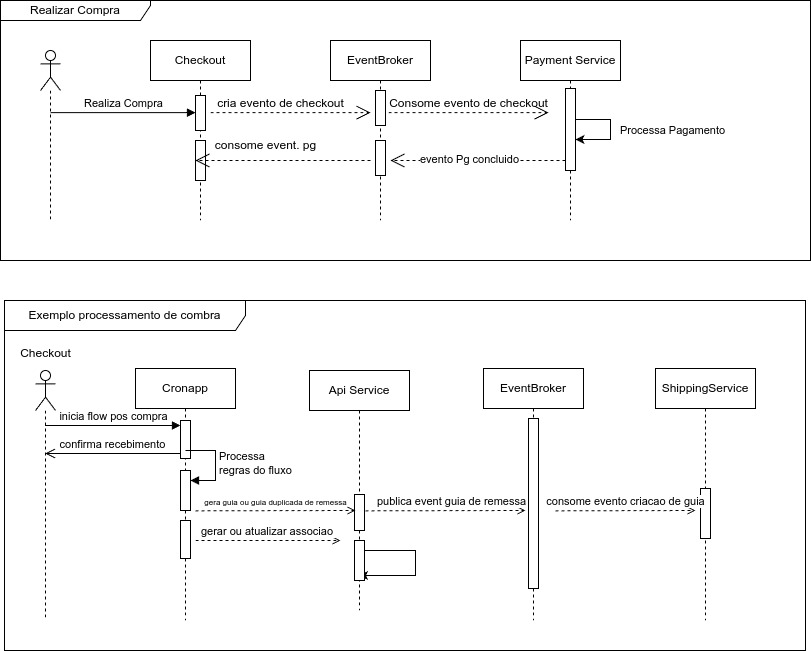 Realizar Compra
Checkout
EventBroker
Payment Service
Realiza Compra
cria evento de checkout
Consome evento de checkout
Processa Pagamento
consome event. pg
evento Pg concluido
Exemplo processamento de combra
Checkout
Cronapp
Api Service
EventBroker
ShippingService
inicia flow pos compra
confirma recebimento
Processa
regras do fluxo
gera guia ou guia duplicada de remessa
publica event guia de remessa
consome evento criacao de guia
gerar ou atualizar associao